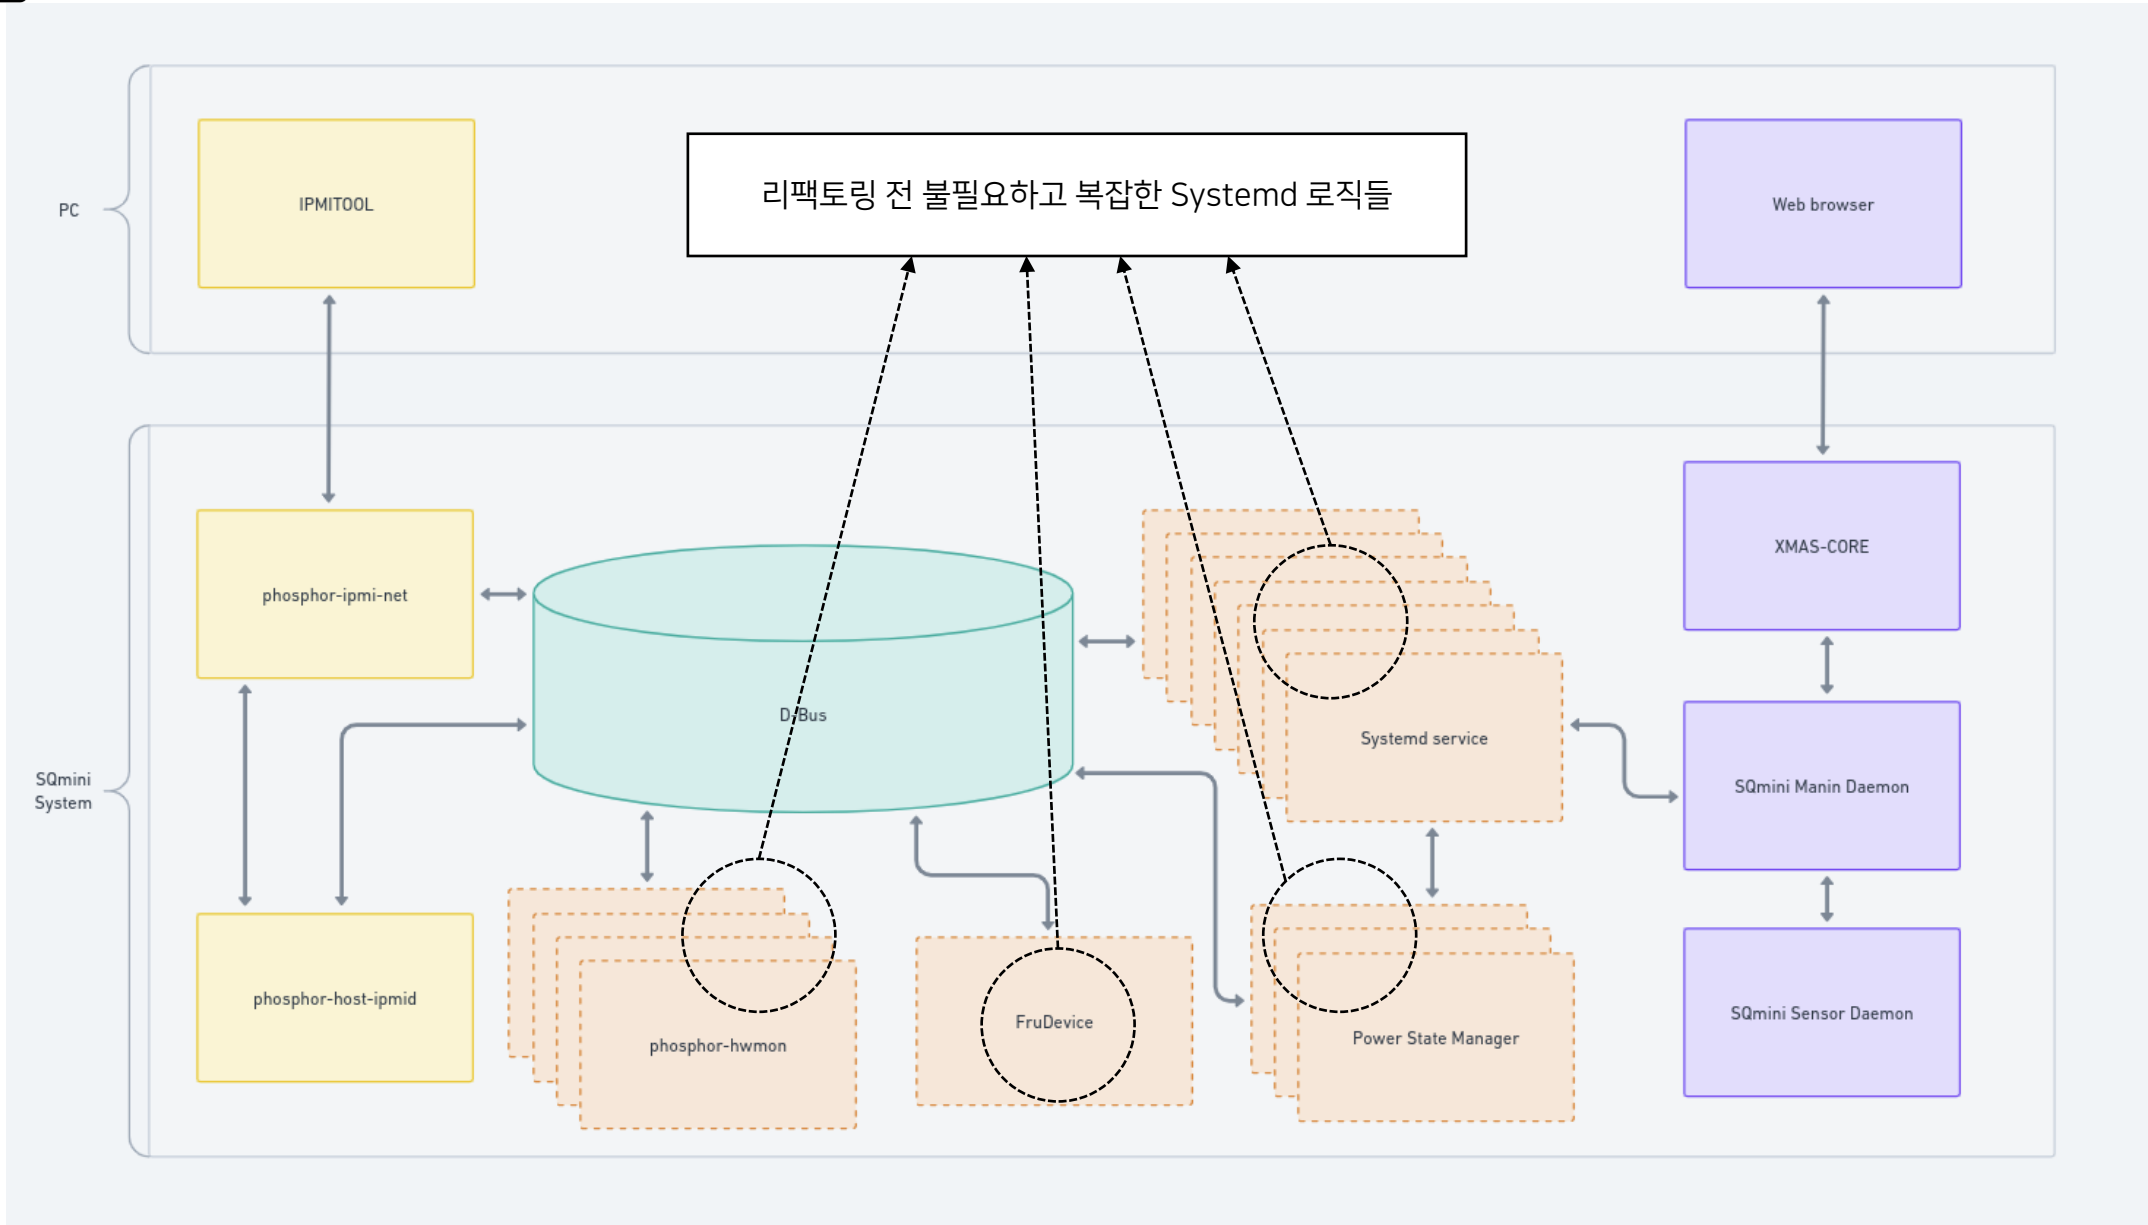 리팩토링 전 불필요하고 복잡한 Systemd 로직들
PC
IPMITOOL
Web browser
SQmini
System
phosphor-ipmi-net
XMAS-CORE
D-Bus
Systemd service
SQmini Manin Daemon
phosphor-host-ipmid
phosphor-hwmon
FruDevice
Power State Manager
SQmini Sensor Daemon